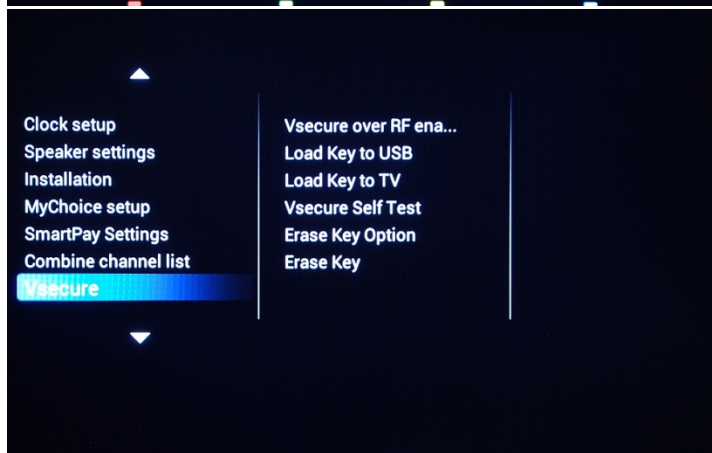 Clock setup
Speaker settings
Installation
MyChoice setup
SmartPay Settings
Combine channel list
Vsecure
Vsecure over RF ena...
Load Key to USB
Load Key to TV
Vsecure Self Test
Erase Key Option
Erase Key